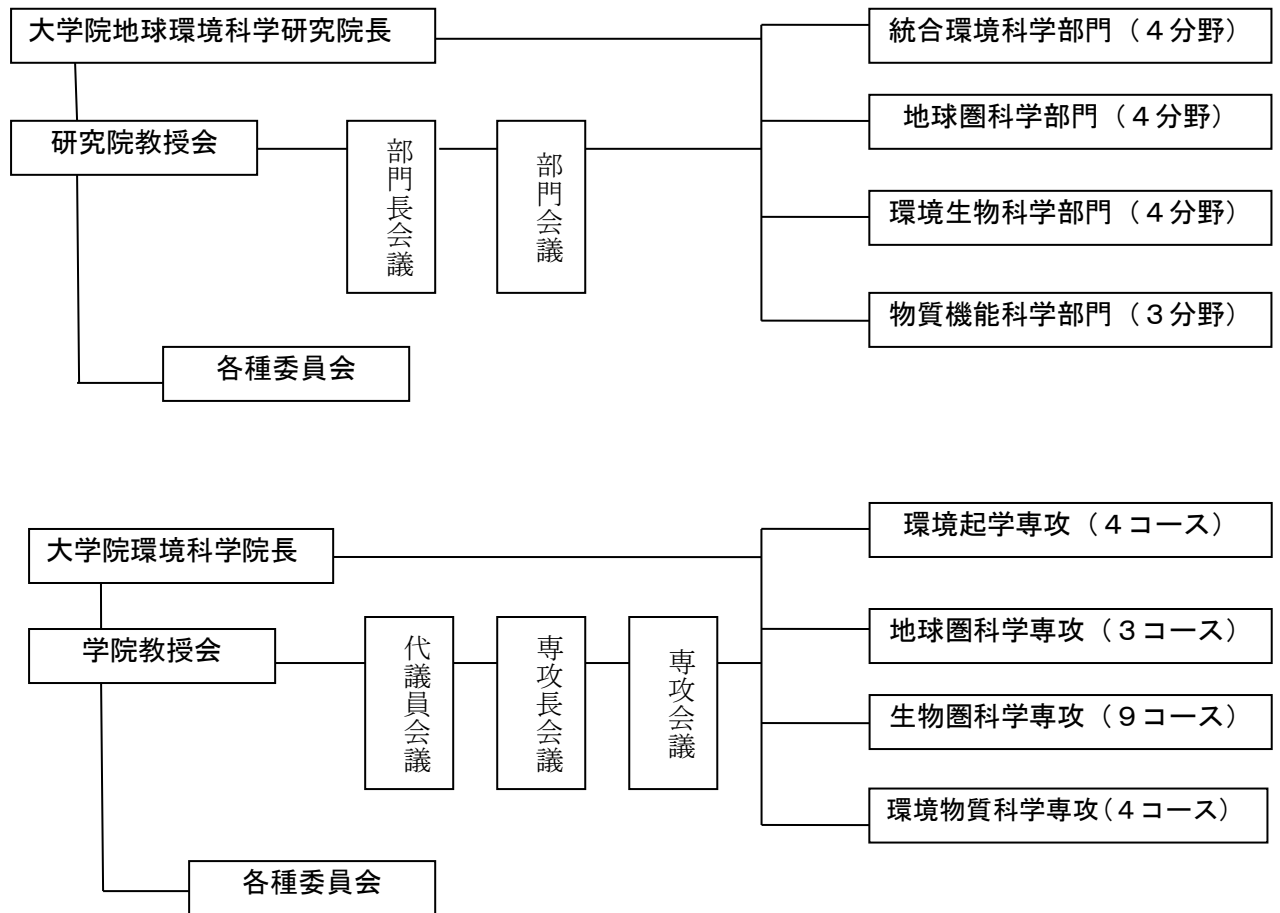 大学院地球環境科学研究院長
統合環境科学部門（４分野）
地球圏科学部門（４分野）
研究院教授会
部門長会議
部門会議
環境生物科学部門（４分野）
物質機能科学部門（３分野）
各種委員会
環境起学専攻（４コース）
大学院環境科学院長
地球圏科学専攻（３コース）
学院教授会
代議員会議
専攻長会議
専攻会議
生物圏科学専攻（９コース）
環境物質科学専攻（４コース）
各種委員会